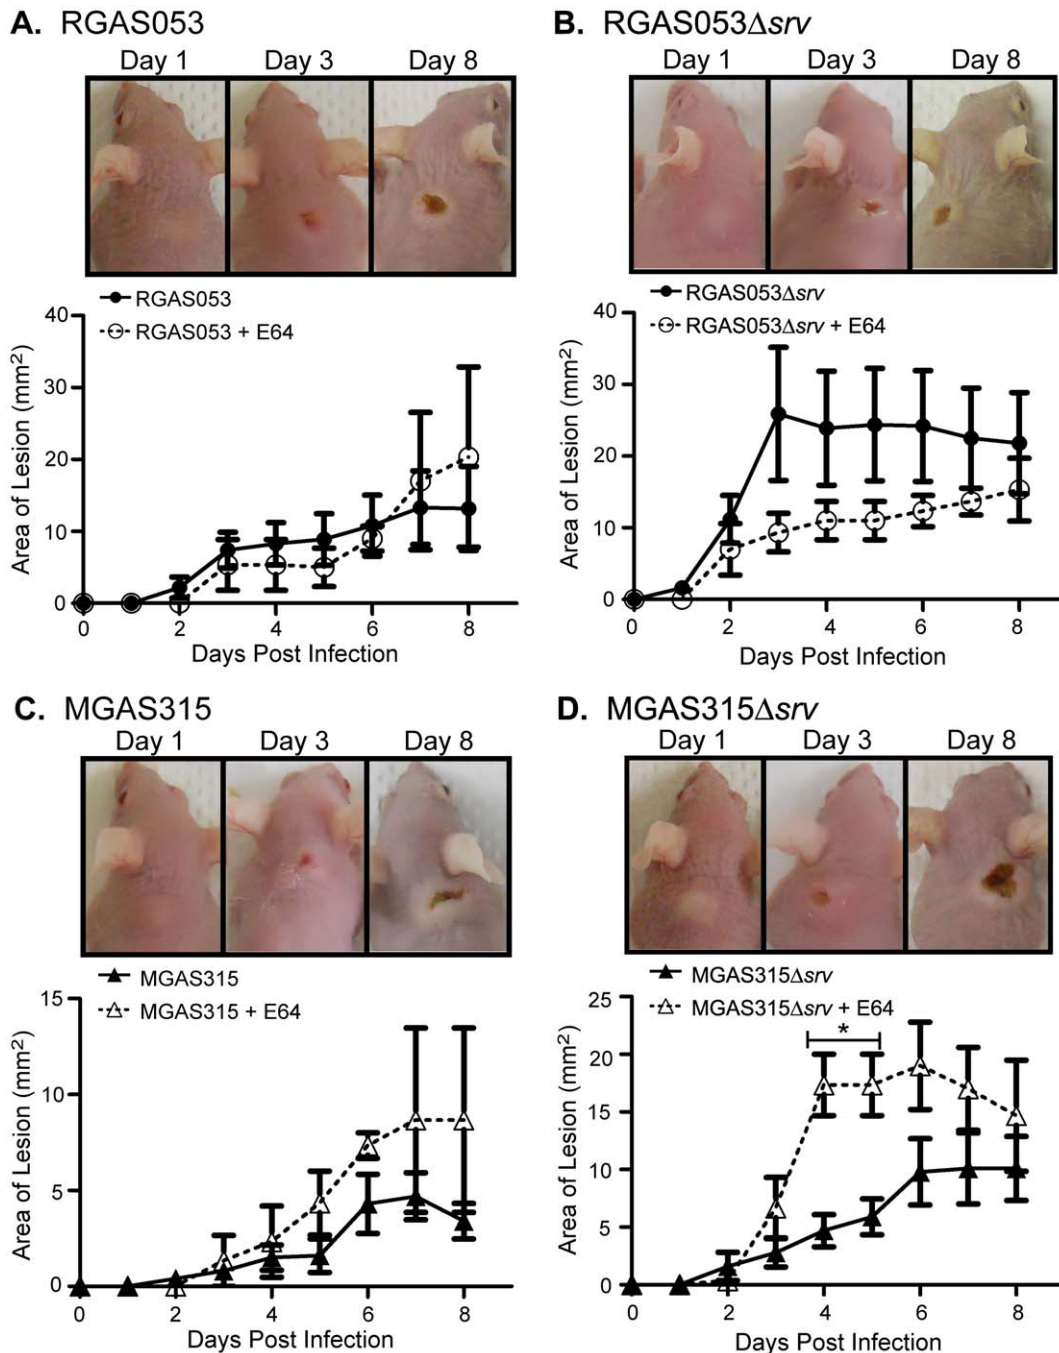 A. RGAS053
Day 1 Day 3 Day 8
RGAS053
RGAS053 + E64
40
30
20
10
0
Area of Lesion (mm²)
0 2 4 6 8
Days Post Infection
B. RGAS053Δsrv
Day 1 Day 3 Day 8
RGAS053Δsrv
RGAS053Δsrv + E64
40
30
20
10
0
Area of Lesion (mm²)
0 2 4 6 8
Days Post Infection
C. MGAS315
Day 1 Day 3 Day 8
MGAS315
MGAS315 + E64
15
10
5
0
Area of Lesion (mm²)
0 2 4 6 8
Days Post Infection
D. MGAS315Δsrv
Day 1 Day 3 Day 8
MGAS315Δsrv
MGAS315Δsrv + E64
*
25
20
15
10
5
0
Area of Lesion (mm²)
0 2 4 6 8
Days Post Infection